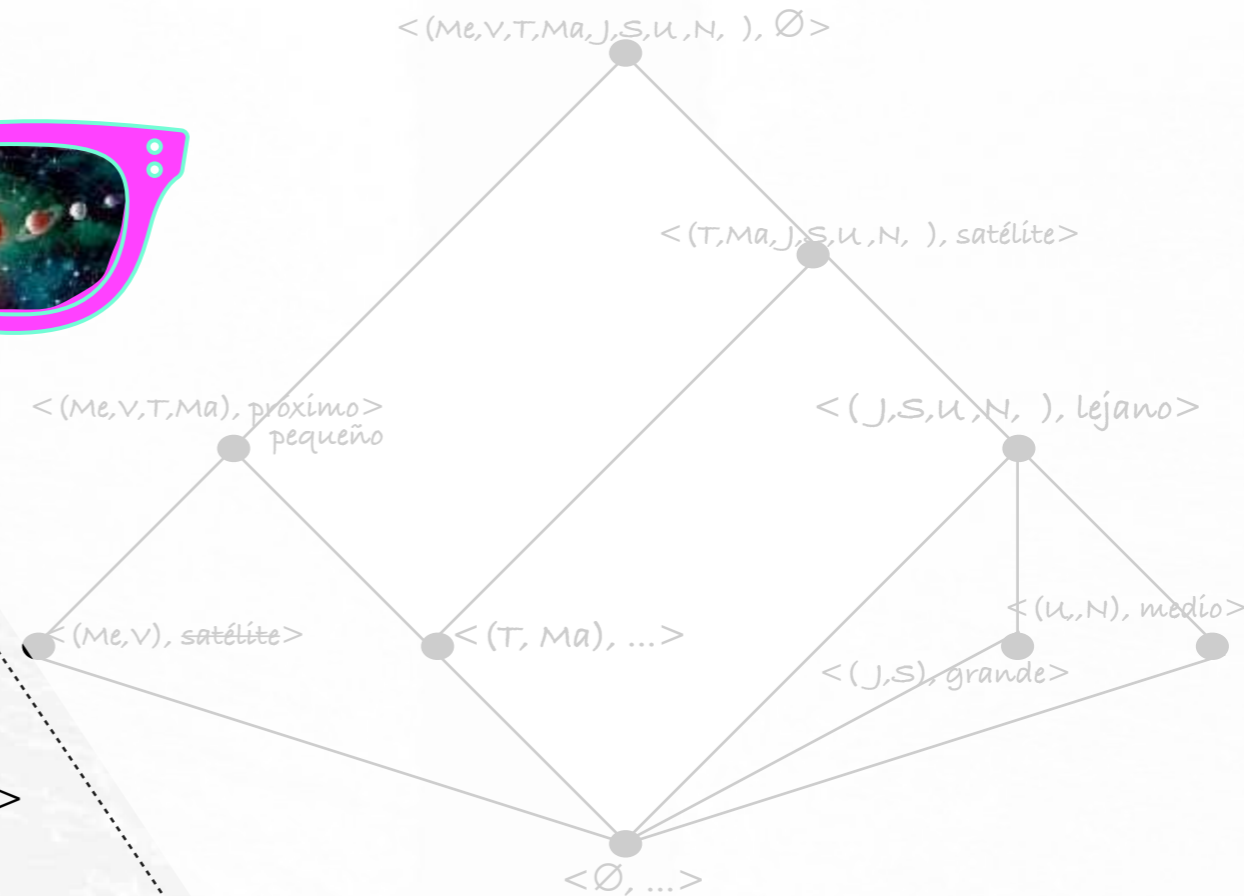 <(Me,V,T,Ma,J,S,U,N, ), Ø>
<(T,Ma,J,S,U,N, ), satélite>
<(Me,V,T,Ma), próximo>
pequeño
<( J,S,U,N, ), lejano>
<(U,N), medio>
<(Me,V), satélite>
<(T, Ma), ...>
<( J,S), grande>
>
<Ø, ...>